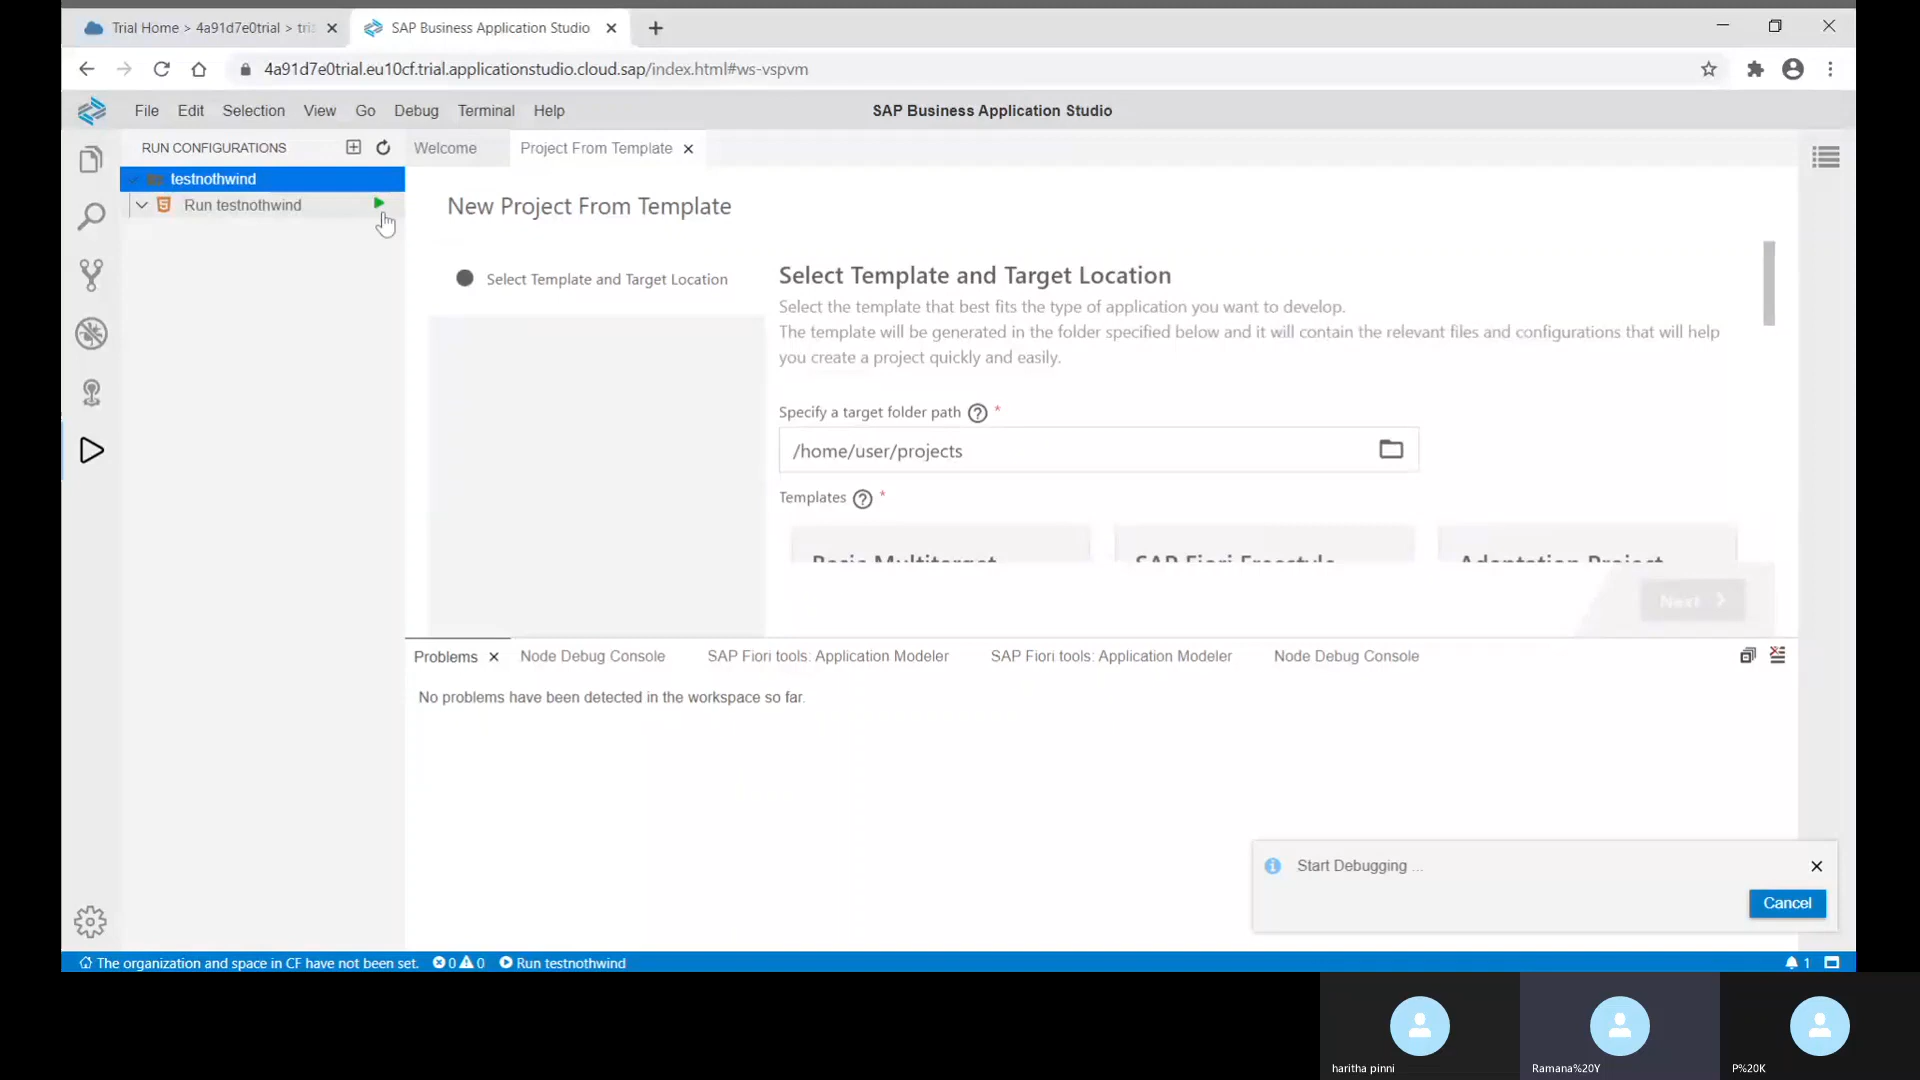 Trial Home > 4a91d7e0trial > tri
SAP Business Application Studio
4a91d7e0trial.eu10cf.trial.applicationstudio.cloud.sap/index.html#ws-vspvm
File Edit Selection View Go Debug Terminal Help
SAP Business Application Studio
RUN CONFIGURATIONS
Welcome
Project From Template
testnothwind
Run testnothwind
New Project From Template
Select Template and Target Location
Select Template and Target Location
Select the template that best fits the type of application you want to develop.
The template will be generated in the folder specified below and it will contain the relevant files and configurations that will help
you create a project quickly and easily.
Specify a target folder path ? *
/home/user/projects
Templates ? *
Basic Multitarget
SAP Fiori Freestyle
Adaptation Project
Next
Problems
Node Debug Console
SAP Fiori tools: Application Modeler
SAP Fiori tools: Application Modeler
Node Debug Console
No problems have been detected in the workspace so far.
Start Debugging ...
Cancel
The organization and space in CF have not been set.
0
0
Run testnothwind
1
haritha pinni
Ramana%20Y
P%20K